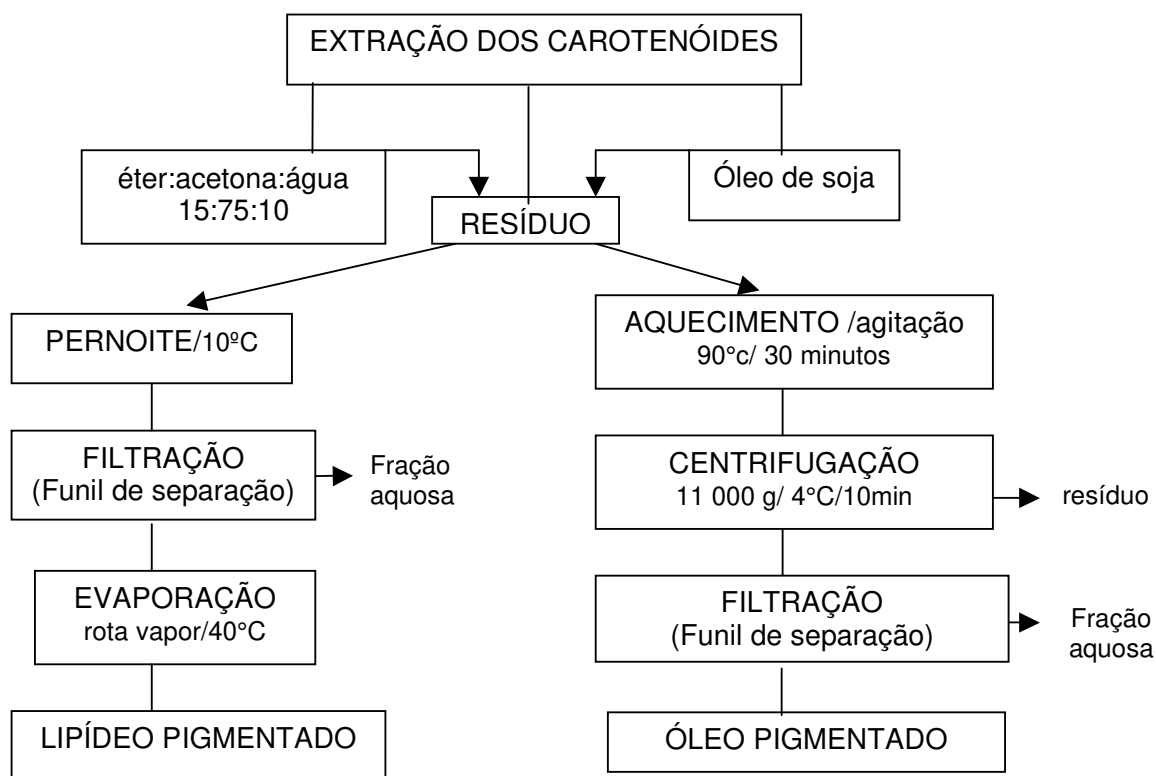 EXTRAÇÃO DOS CAROTENÓIDES
éter:acetona:água
15:75:10
Óleo de soja
RESÍDUO
PERNOITE/10ºC
FILTRAÇÃO
(Funil de separação)
Fração
aquosa
EVAPORAÇÃO
rota vapor/40°C
LIPÍDEO PIGMENTADO
AQUECIMENTO /agitação
90°c/ 30 minutos
CENTRIFUGAÇÃO
11 000 g/ 4°C/10min
resíduo
FILTRAÇÃO
(Funil de separação)
Fração
aquosa
ÓLEO PIGMENTADO